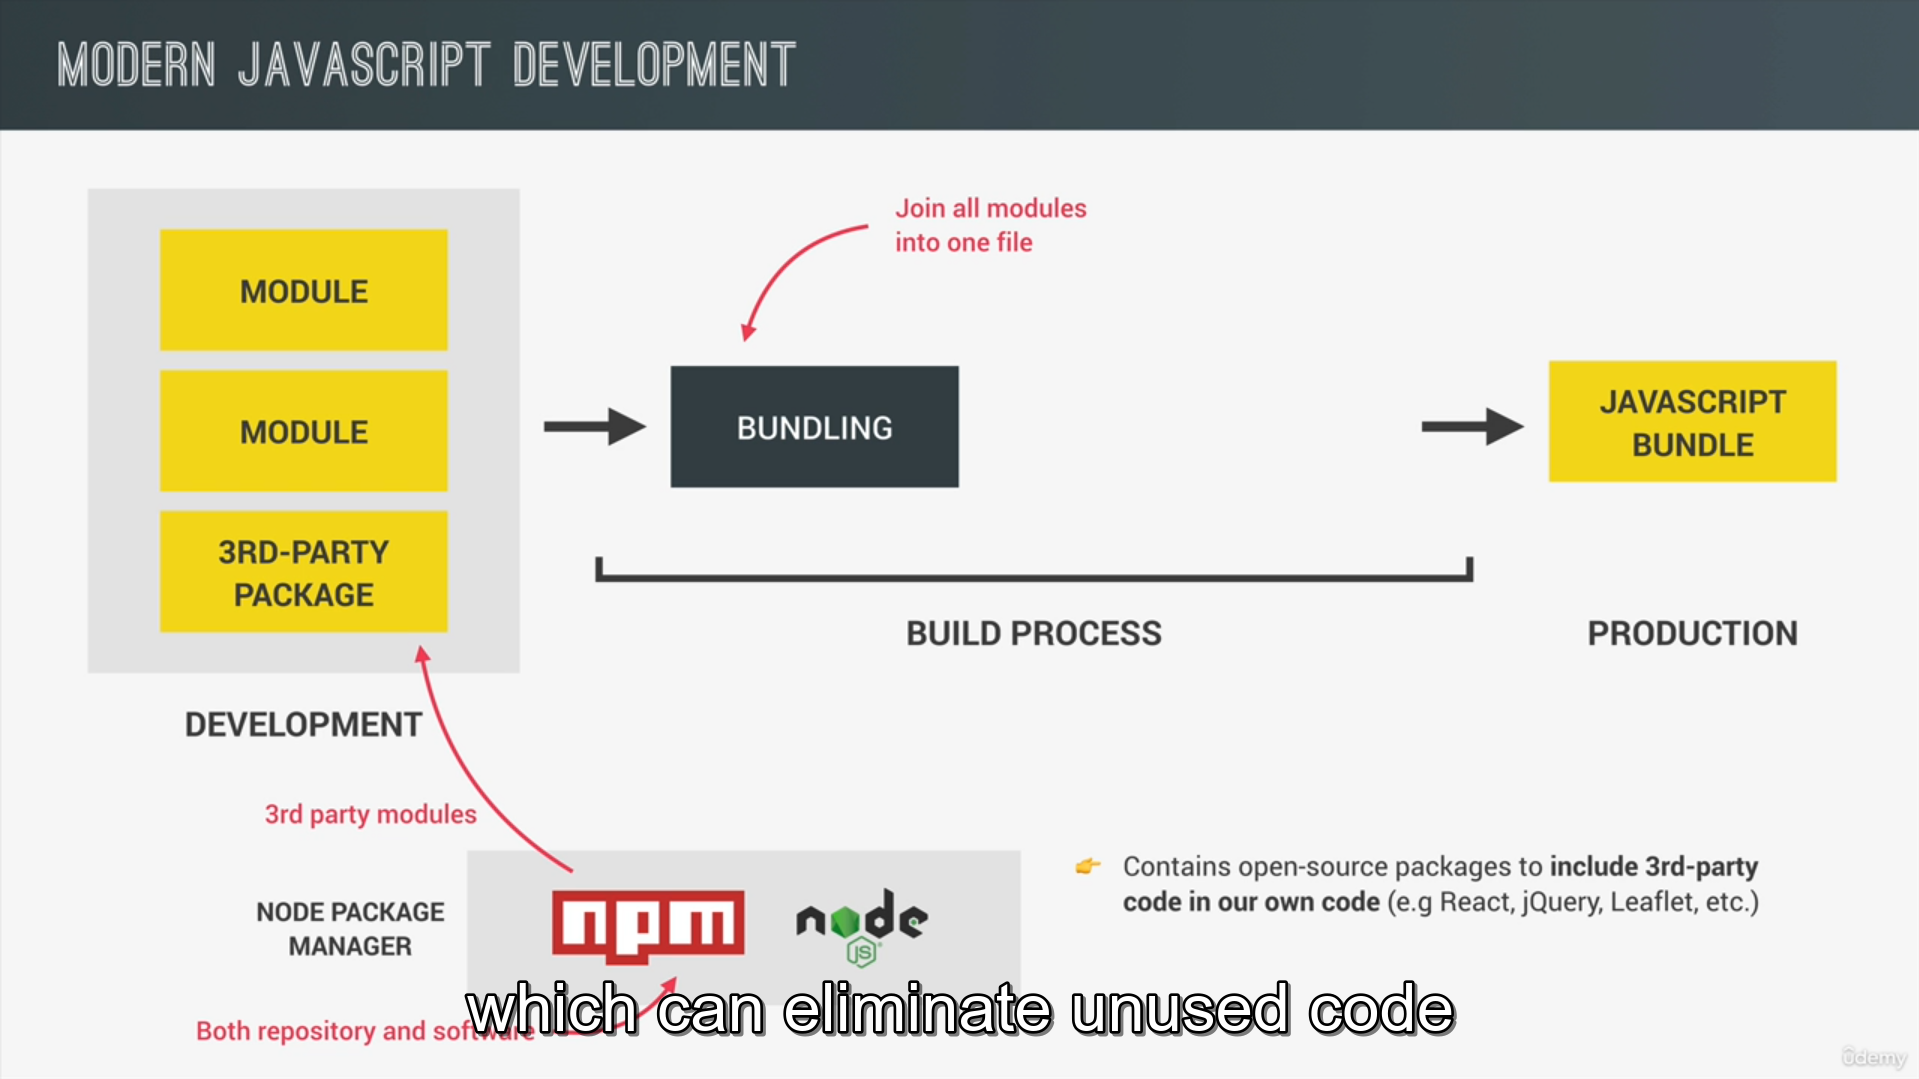 MODERN JAVASCRIPT DEVELOPMENT
Join all modules
into one file
MODULE
MODULE
3RD-PARTY
PACKAGE
BUNDLING
JAVASCRIPT
BUNDLE
BUILD PROCESS
PRODUCTION
DEVELOPMENT
3rd party modules
NODE PACKAGE
MANAGER
npm
node
JS
Contains open-source packages to include 3rd-party
code in our own code (e.g React, jQuery, Leaflet, etc.)
Both repository and software
which can eliminate unused code
ûdemy